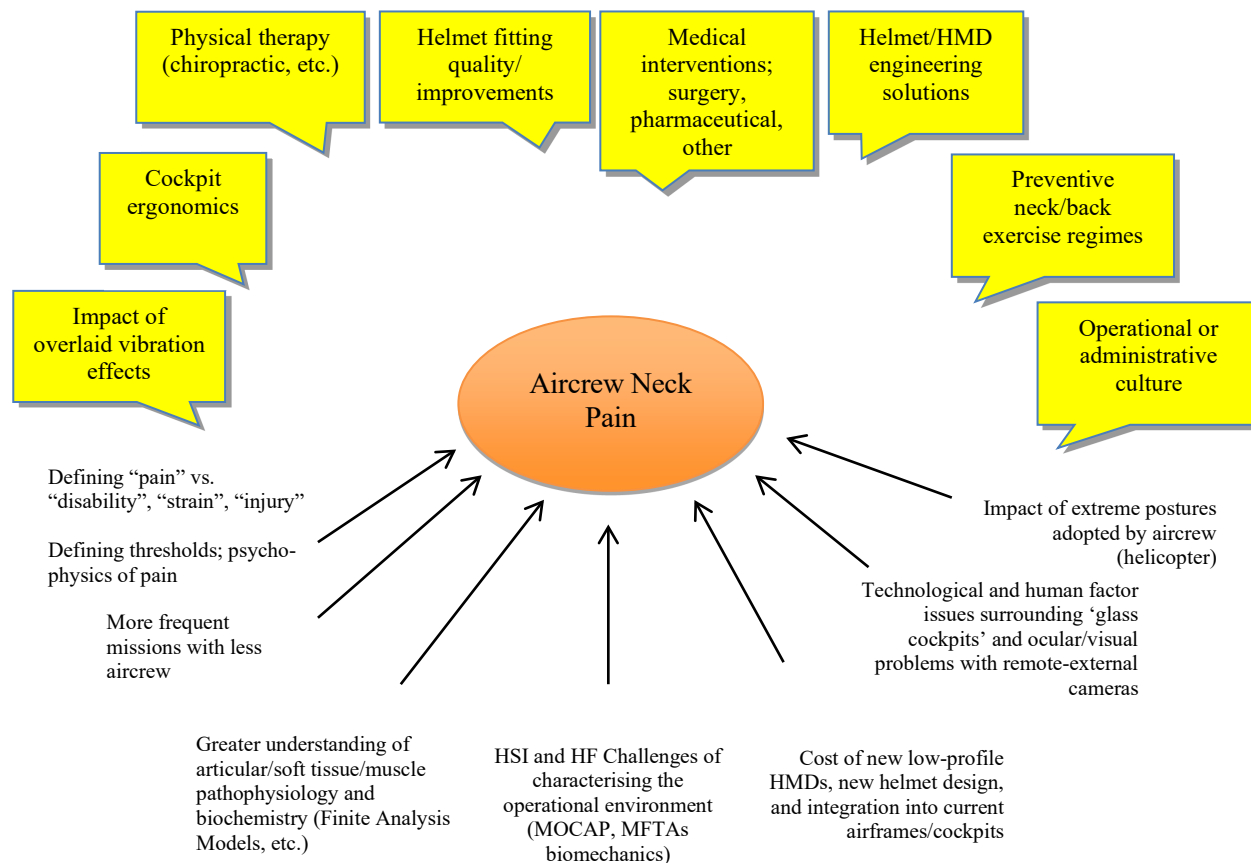 Physical therapy
(chiropractic, etc.)
Helmet fitting
quality/
improvements
Medical
interventions;
surgery,
pharmaceutical,
other
Helmet/HMD
engineering
solutions
Cockpit
ergonomics
Preventive
neck/back
exercise regimes
Impact of
overlaid vibration
effects
Operational or
administrative
culture
Aircrew Neck
Pain
Defining “pain” vs.
“disability”, “strain”, “injury”
Defining thresholds; psycho-
physics of pain
More frequent
missions with less
aircrew
Greater understanding of
articular/soft tissue/muscle
pathophysiology and
biochemistry (Finite Analysis
Models, etc.)
HSI and HF Challenges of
characterising the
operational environment
(MOCAP, MFTAs
biomechanics)
Cost of new low-profile
HMDs, new helmet design,
and integration into current
airframes/cockpits
Technological and human factor
issues surrounding ‘glass
cockpits’ and ocular/visual
problems with remote-external
cameras
Impact of extreme postures
adopted by aircrew
(helicopter)